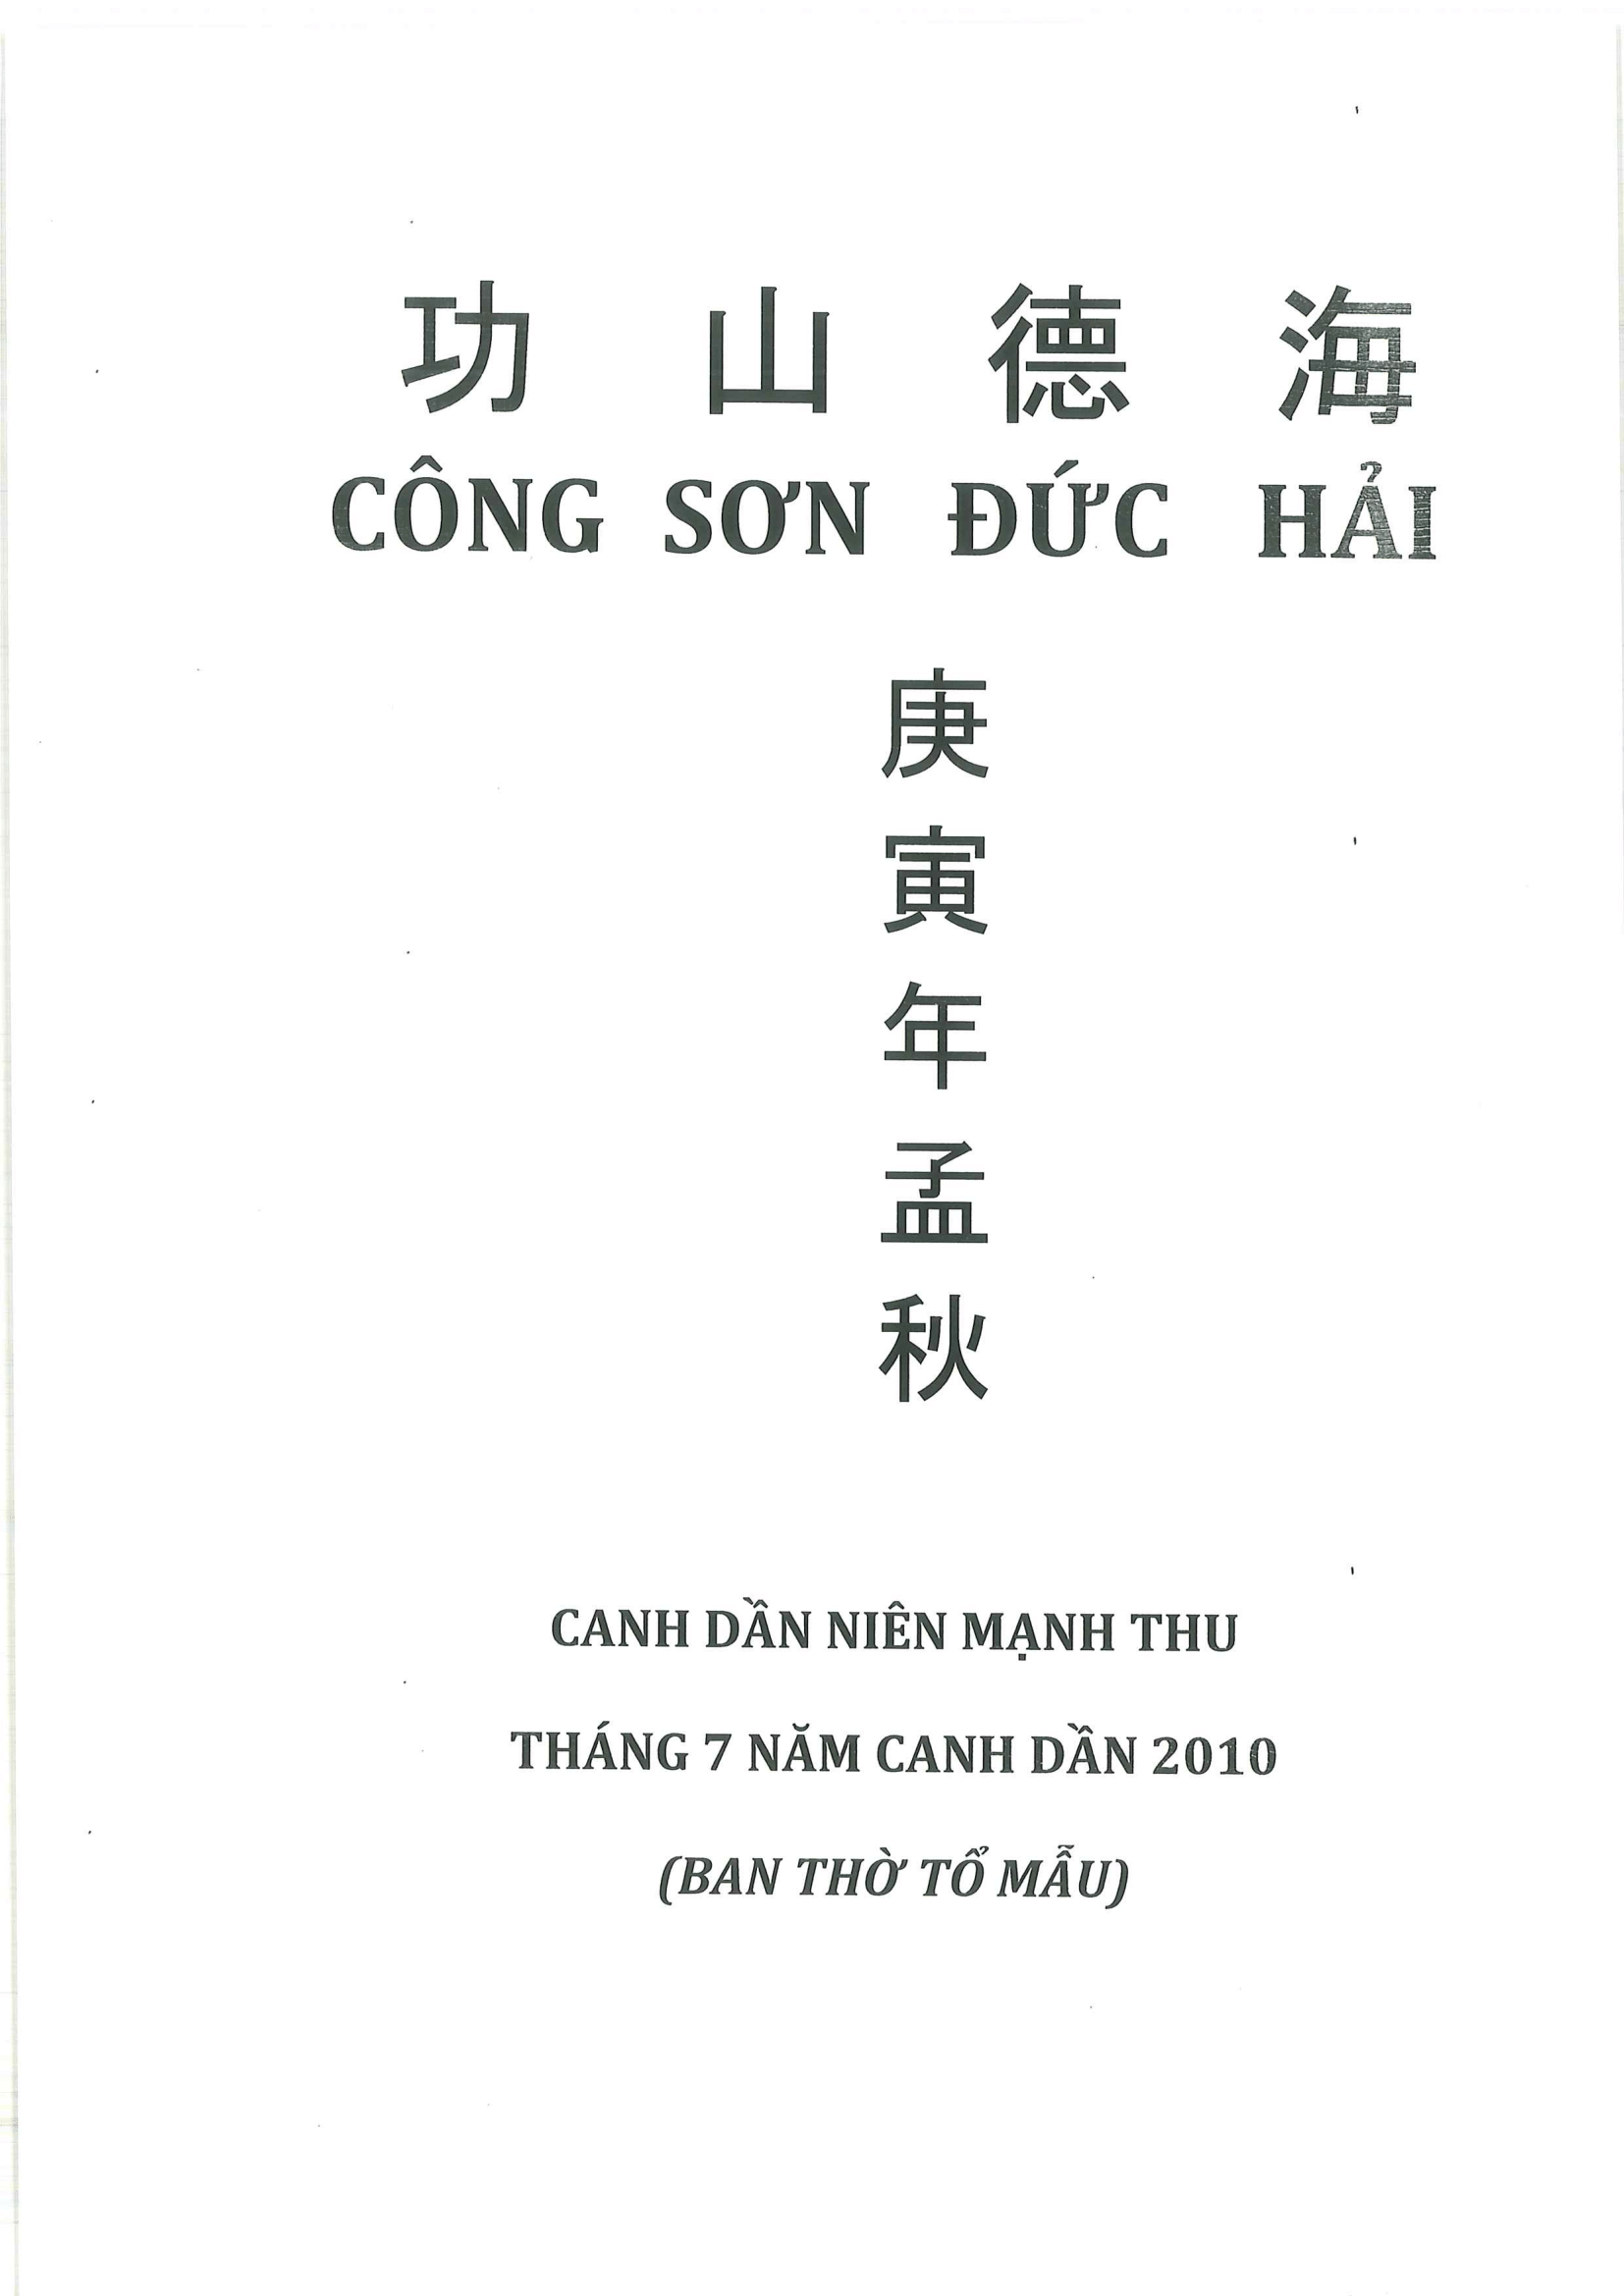 功 山 德 海
CÔNG SƠN ĐỨC HẢI
庚
寅
年
孟
秋
CANH DẦN NIÊN MẠNH THU
THÁNG 7 NĂM CANH DẦN 2010
(BAN THỜ TỔ MẪU)